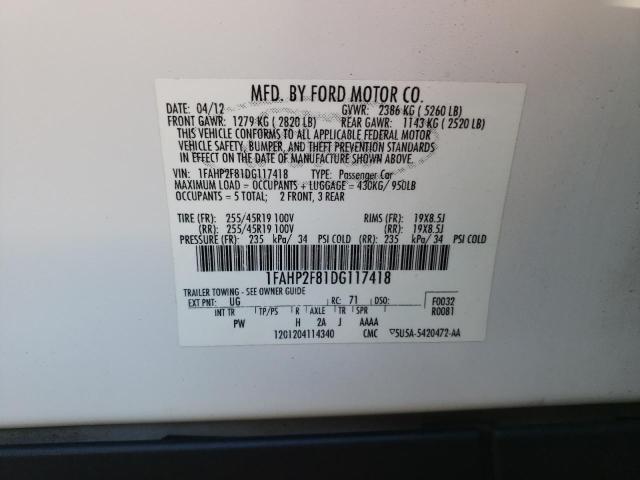 MFD. BY FORD MOTOR CO.
DATE: 04/12 GVWR: 2386 KG ( 5260 LB)
FRONT GAWR: 1279 KG ( 2820 LB) REAR GAWR: 1143 KG ( 2520 LB)
THIS VEHICLE CONFORMS TO ALL APPLICABLE FEDERAL MOTOR
VEHICLE SAFETY, BUMPER, AND THEFT PREVENTION STANDARDS
IN EFFECT ON THE DATE OF MANUFACTURE SHOWN ABOVE.
VIN: 1FAHP2F81DG117418 TYPE: Passenger Car
MAXIMUM LOAD = OCCUPANTS + LUGGAGE = 430KG/ 950LB
OCCUPANTS = 5 TOTAL; 2 FRONT, 3 REAR
TIRE (FR): 255/45R19 100V RIMS (FR): 19X8.5J
(RR): 255/45R19 100V (RR): 19X8.5J
PRESSURE (FR): 235 kPa/ 34 PSI COLD (RR): 235 kPa/ 34 PSI COLD
1FAHP2F81DG117418
TRAILER TOWING - SEE OWNER GUIDE
EXT PNT: UG RC: 71 DSO: F0032
INT TR TP/PS R AXLE TR SPR R0081
PW H 2A J AAAA
12G1204114340 CMC 5U5A-5420472-AA